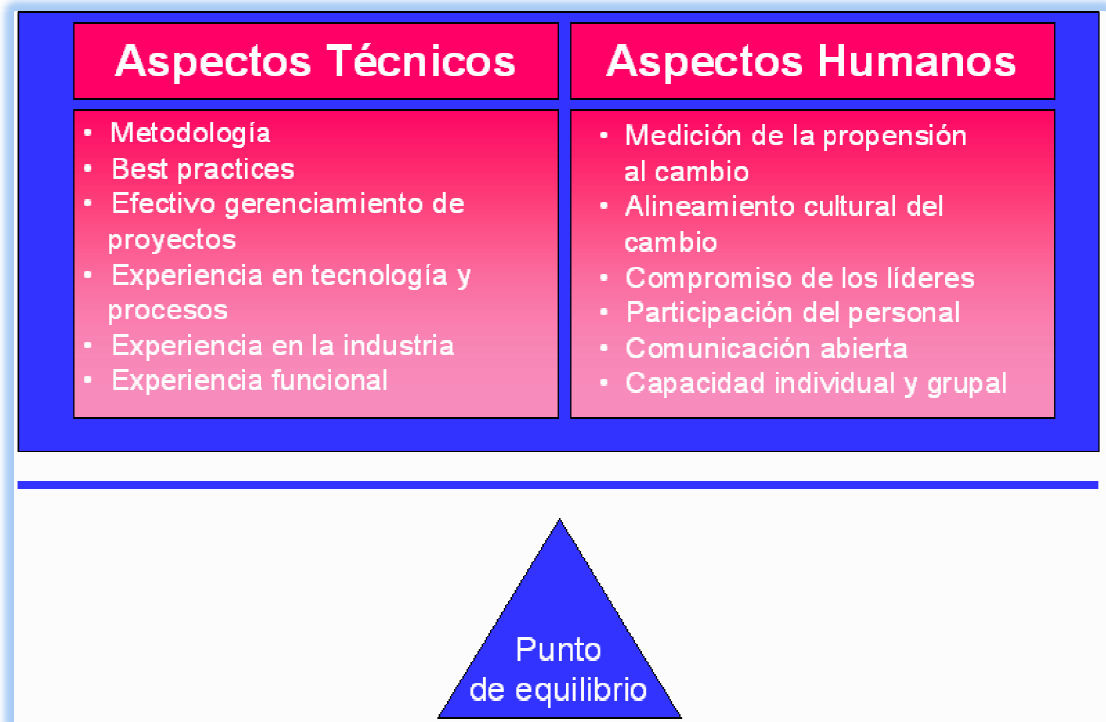 Aspectos Técnicos
• Metodología
• Best practices
• Efectivo gerenciamiento de
proyectos
• Experiencia en tecnología y
procesos
• Experiencia en la industria
• Experiencia funcional
Aspectos Humanos
• Medición de la propensión
al cambio
• Alineamiento cultural del
cambio
• Compromiso de los líderes
• Participación del personal
• Comunicación abierta
• Capacidad individual y grupal
Punto
de equilibrio